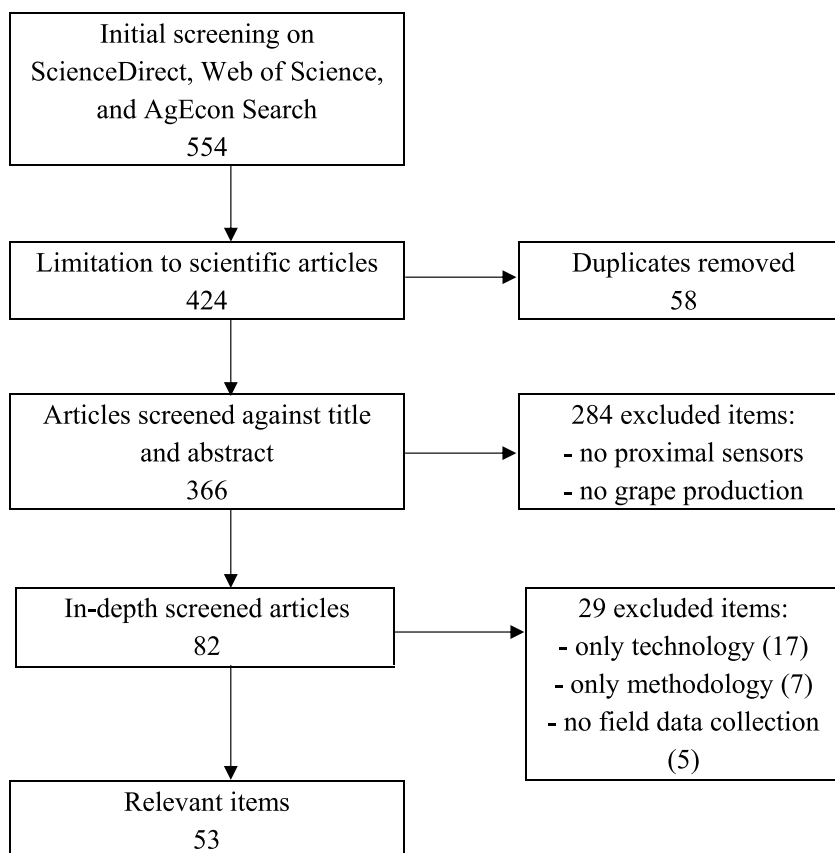 Initial screening on
ScienceDirect, Web of Science,
and AgEcon Search
554
Limitation to scientific articles
424
Duplicates removed
58
Articles screened against title
and abstract
366
284 excluded items:
- no proximal sensors
- no grape production
In-depth screened articles
82
29 excluded items:
- only technology (17)
- only methodology (7)
- no field data collection
(5)
Relevant items
53